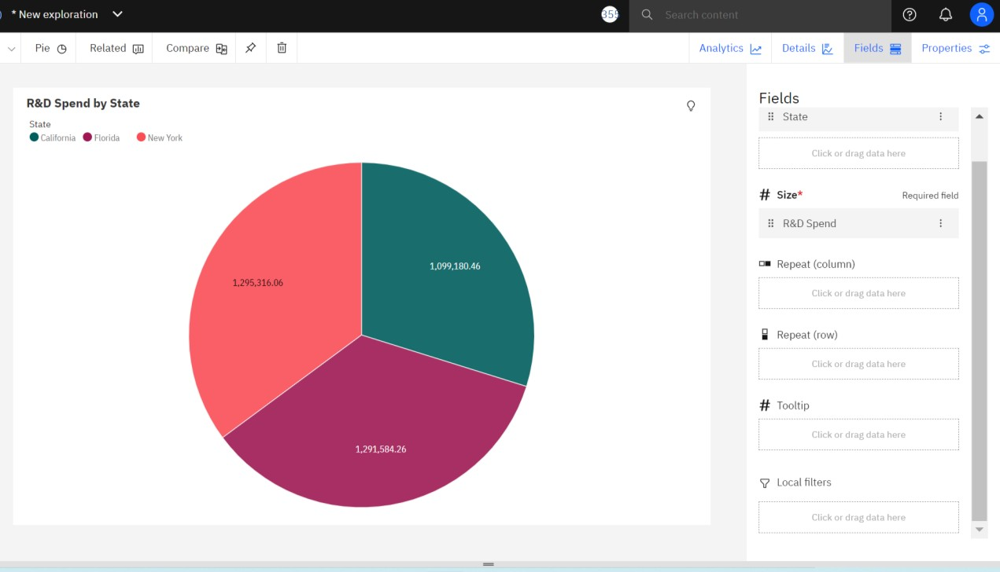 * New exploration
355
Search content
Pie
Related
Compare
Analytics
Details
Fields
Properties
R&D Spend by State
State
California
Florida
New York
1,099,180.46
1,295,316.06
1,291,584.26
Fields
State
Click or drag data here
# Size*
Required field
R&D Spend
Repeat (column)
Click or drag data here
Repeat (row)
Click or drag data here
# Tooltip
Click or drag data here
Local filters
Click or drag data here